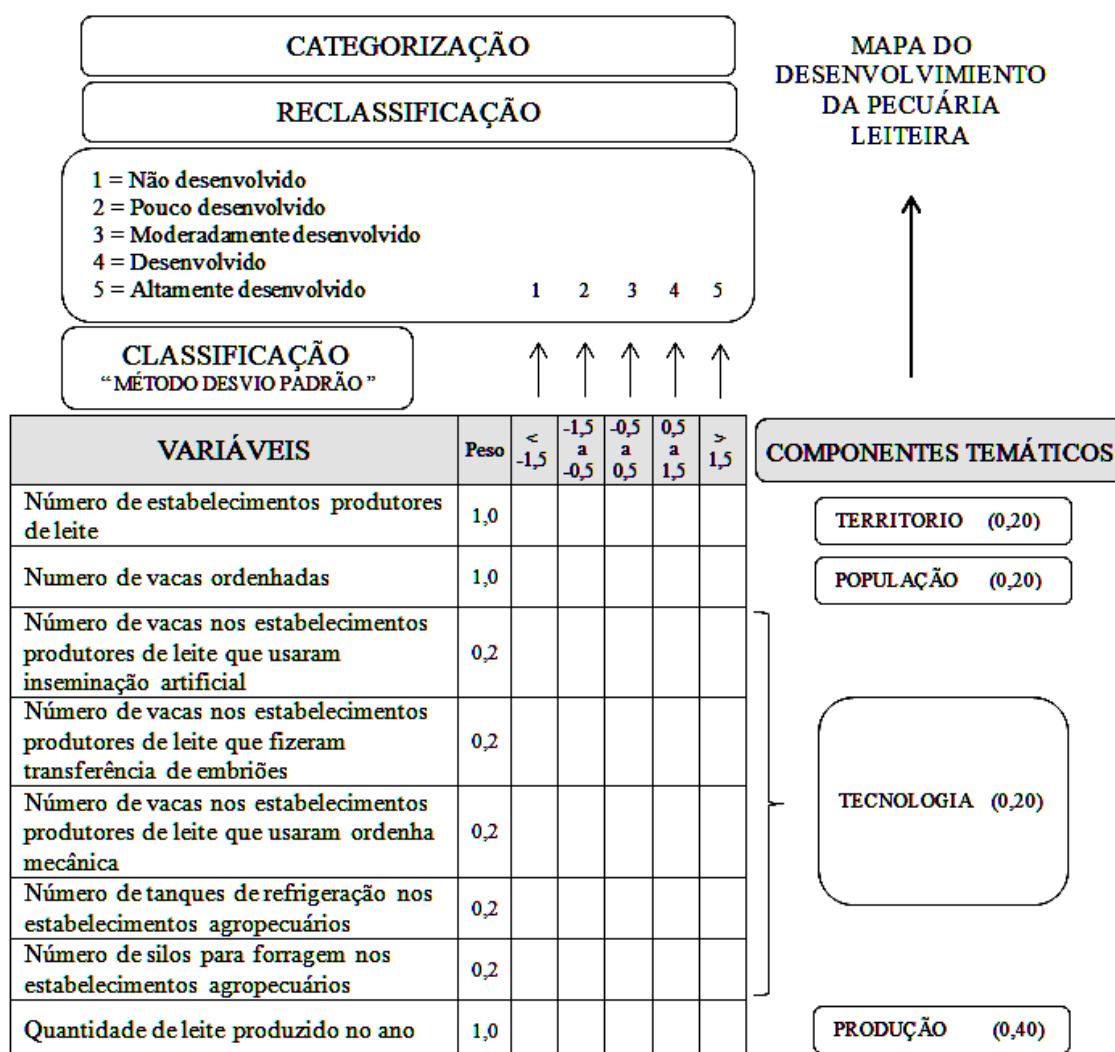 CATEGORIZAÇÃO
RECLASSIFICAÇÃO
1 = Não desenvolvido
2 = Pouco desenvolvido
3 = Moderadamente desenvolvido
4 = Desenvolvido
5 = Altamente desenvolvido 1 2 3 4 5
MAPA DO
DESENVOLVIMIENTO
DA PECUÁRIA
LEITEIRA
CLASSIFICAÇÃO
“MÉTODO DESVIO PADRÃO”
VARIÁVEIS
Peso
<
-1,5
-1,5
a
-0,5
-0,5
a
0,5
0,5
a
1,5
>
1,5
COMPONENTES TEMÁTICOS
Número de estabelecimentos produtores
de leite
1,0
TERRITORIO (0,20)
Numero de vacas ordenhadas
1,0
POPULAÇÃO (0,20)
Número de vacas nos estabelecimentos
produtores de leite que usaram
inseminação artificial
0,2
Número de vacas nos estabelecimentos
produtores de leite que fizeram
transferência de embriões
0,2
Número de vacas nos estabelecimentos
produtores de leite que usaram ordenha
mecânica
0,2
TECNOLOGIA (0,20)
Número de tanques de refrigeração nos
estabelecimentos agropecuários
0,2
Número de silos para forragem nos
estabelecimentos agropecuários
0,2
Quantidade de leite produzido no ano
1,0
PRODUÇÃO (0,40)